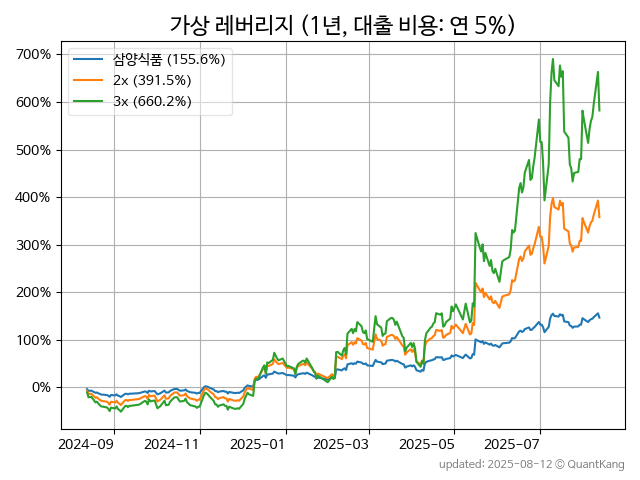 가상 레버리지 (1년, 대출 비용: 연 5%)
700%
600%
500%
400%
300%
200%
100%
0%
삼양식품 (155.6%)
2x (391.5%)
3x (660.2%)
2024-09
2024-11
2025-01
2025-03
2025-05
2025-07
updated: 2025-08-12 © QuantKang